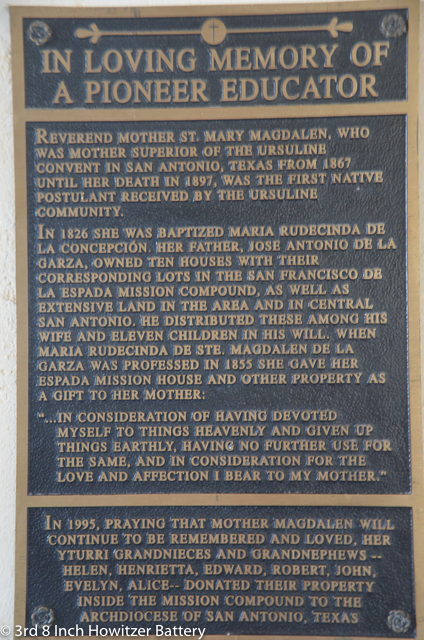 IN LOVING MEMORY OF
A PIONEER EDUCATOR
REVEREND MOTHER ST. MARY MAGDALEN, WHO
WAS MOTHER SUPERIOR OF THE URSULINE
CONVENT IN SAN ANTONIO, TEXAS FROM 1867
UNTIL HER DEATH IN 1897, WAS THE FIRST NATIVE
POSTULANT RECEIVED BY THE URSULINE
COMMUNITY.
IN 1826 SHE WAS BAPTIZED MARIA RUDECINDA DE
LA CONCEPCIÓN. HER FATHER, JOSE ANTONIO DE LA
GARZA, OWNED TEN HOUSES WITH THEIR
CORRESPONDING LOTS IN THE SAN FRANCISCO DE
LA ESPADA MISSION COMPOUND, AS WELL AS
EXTENSIVE LAND IN THE AREA AND IN CENTRAL
SAN ANTONIO. HE DISTRIBUTED THESE AMONG HIS
WIFE AND ELEVEN CHILDREN IN HIS WILL. WHEN
MARIA RUDECINDA DE STE. MAGDALEN DE LA
GARZA WAS PROFESSED IN 1855 SHE GAVE HER
ESPADA MISSION HOUSE AND OTHER PROPERTY AS
A GIFT TO HER MOTHER:
"...IN CONSIDERATION OF HAVING DEVOTED
MYSELF TO THINGS HEAVENLY AND GIVEN UP
THINGS EARTHLY, HAVING NO FURTHER USE FOR
THE SAME, AND IN CONSIDERATION FOR THE
LOVE AND AFFECTION I BEAR TO MY MOTHER."
IN 1995, PRAYING THAT MOTHER MAGDALEN WILL
CONTINUE TO BE REMEMBERED AND LOVED, HER
YTURRI GRANDNIECES AND GRANDNEPHEWS --
HELEN, HENRIETTA, EDWARD, ROBERT, JOHN,
EVELYN, ALICE-- DONATED THEIR PROPERTY
INSIDE THE MISSION COMPOUND TO THE
ARCHDIOCESE OF SAN ANTONIO, TEXAS
© 3rd 8 Inch Howitzer Battery